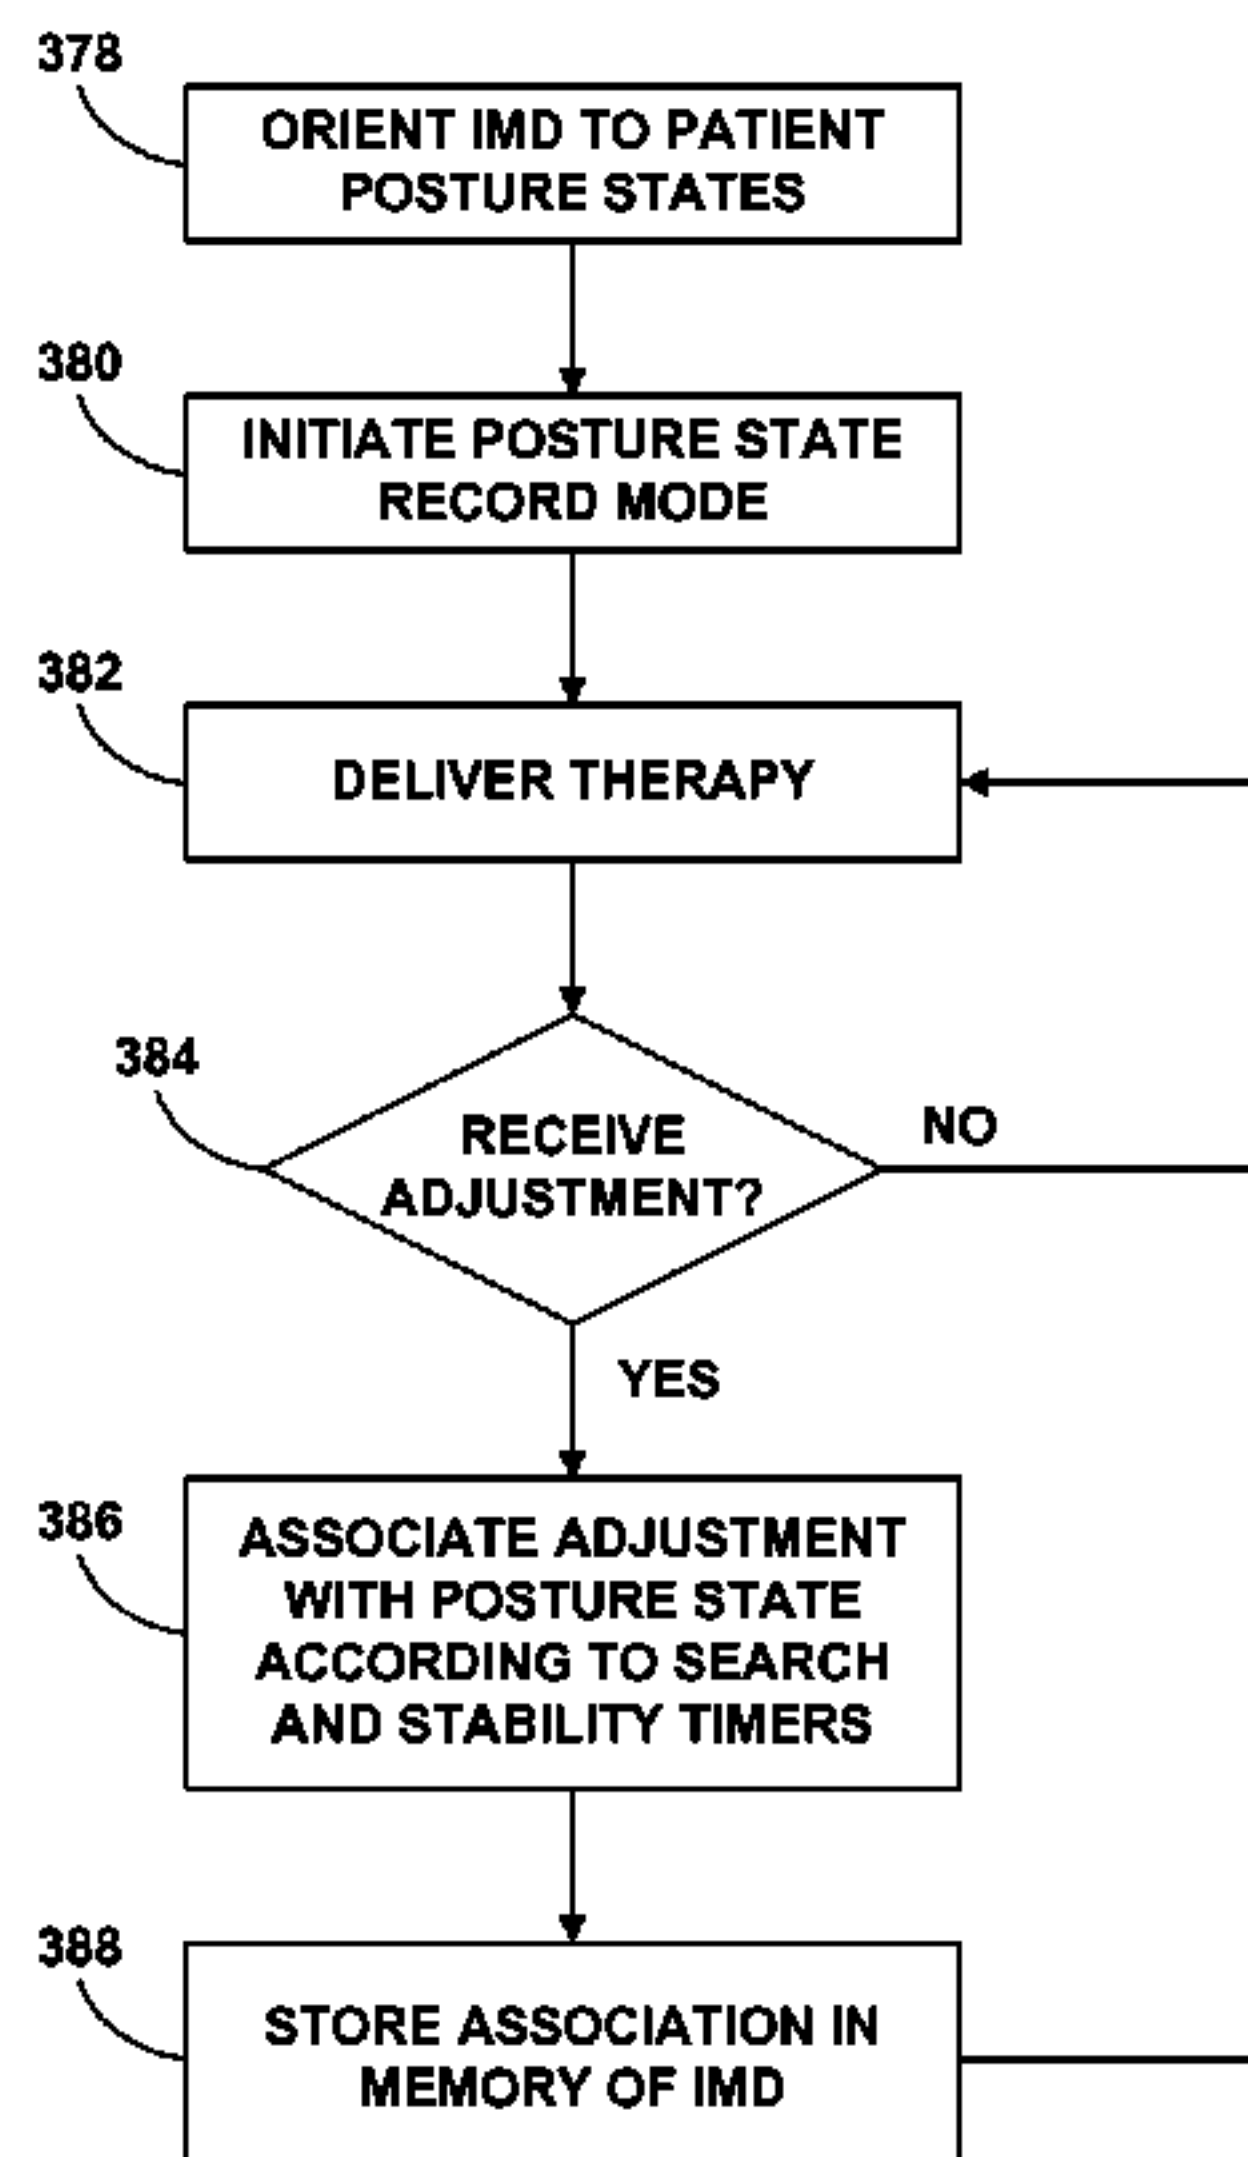 378
ORIENT IMD TO PATIENT
POSTURE STATES
380
INITIATE POSTURE STATE
RECORD MODE
382
DELIVER THERAPY
384
RECEIVE
ADJUSTMENT?
NO
YES
386
ASSOCIATE ADJUSTMENT
WITH POSTURE STATE
ACCORDING TO SEARCH
AND STABILITY TIMERS
388
STORE ASSOCIATION IN
MEMORY OF IMD